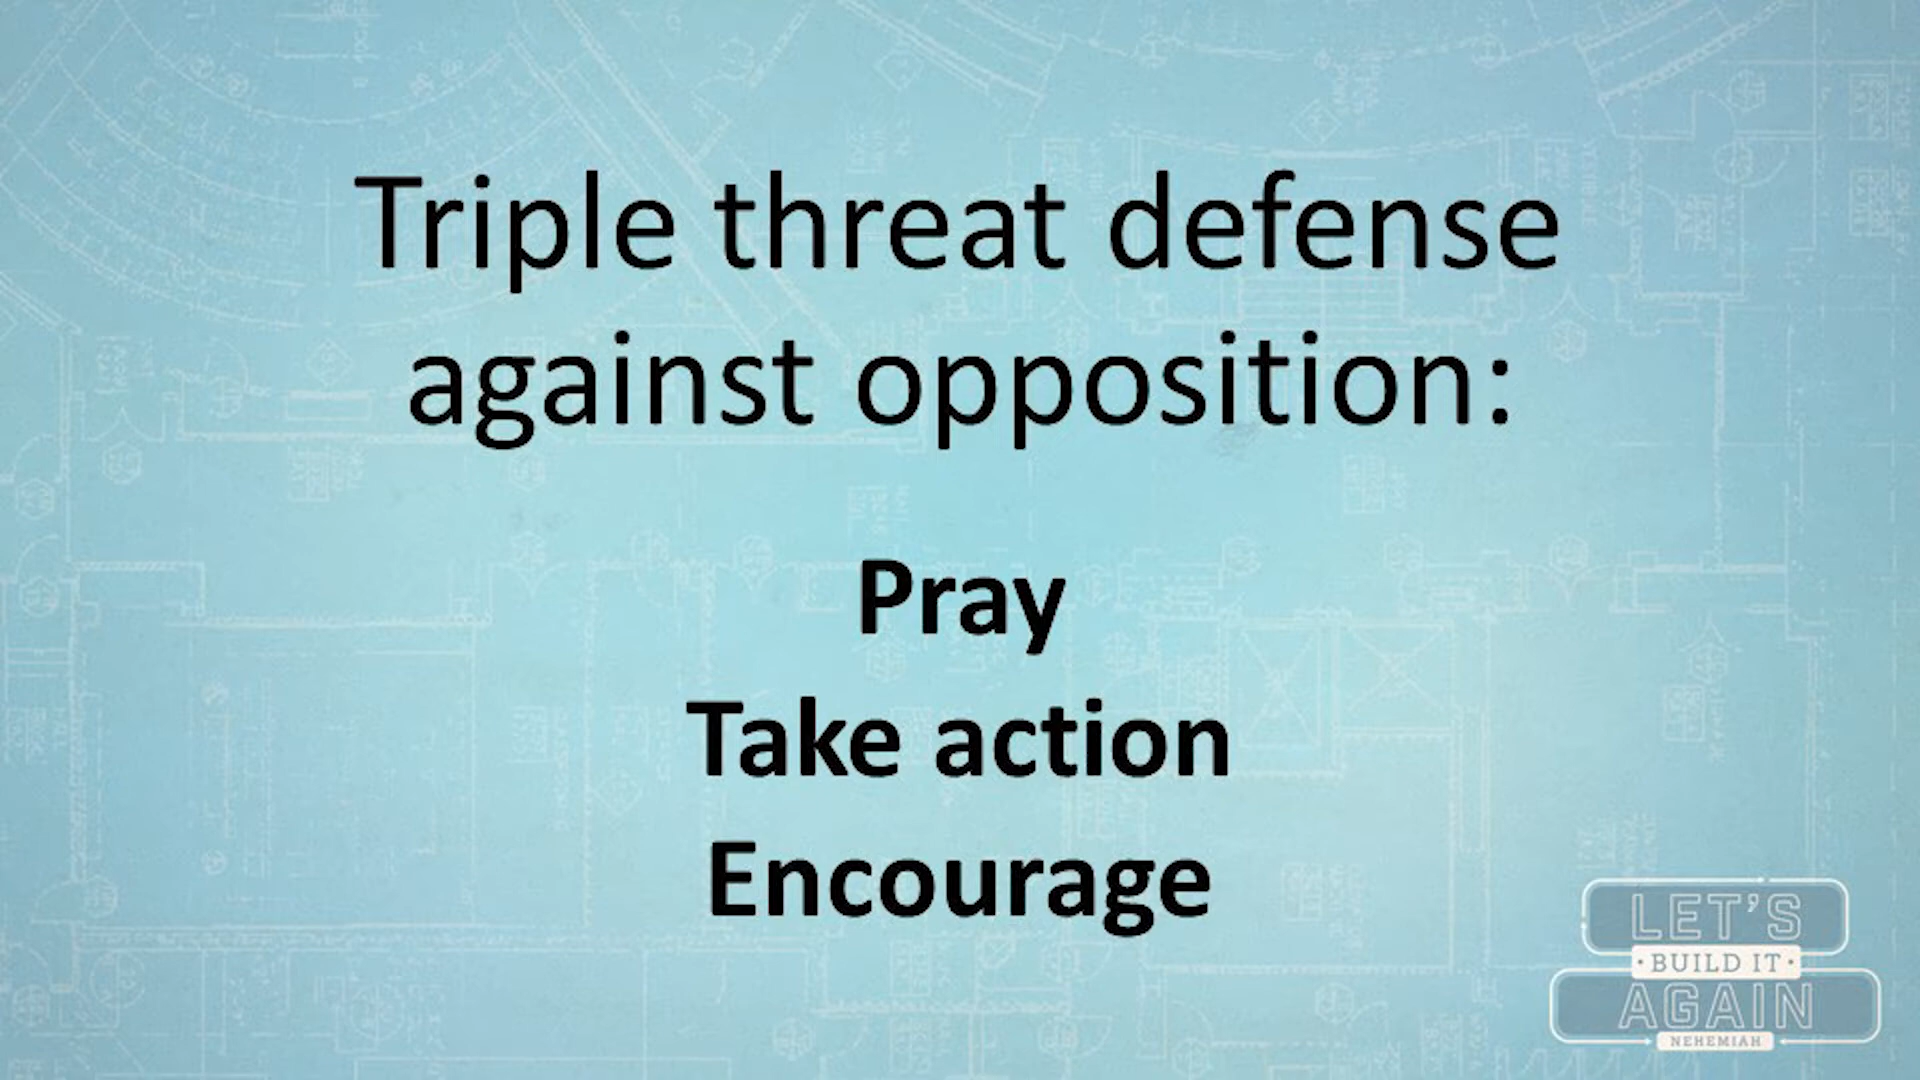 Triple threat defense
against opposition:
Pray
Take action
Encourage
LET'S
• BUILD IT •
AGAIN
NEHEMIAH